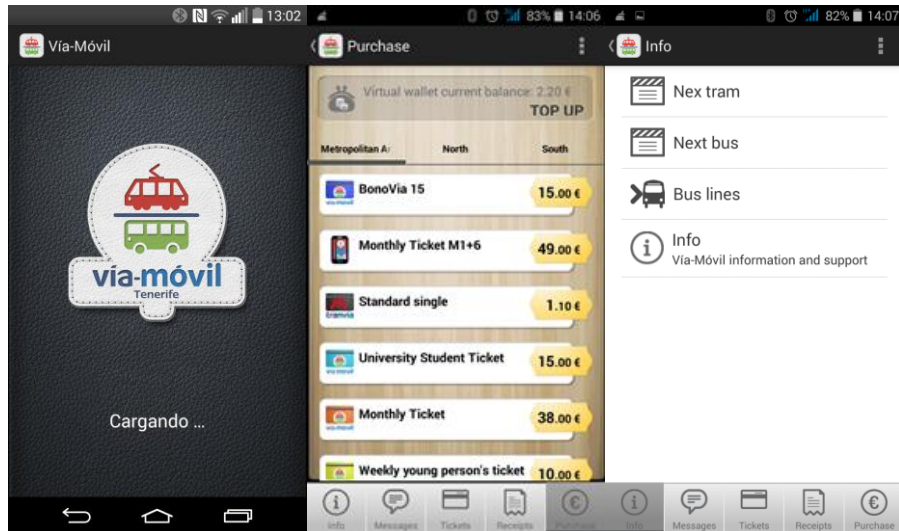 13:02
Vía-Móvil
vía-móvil
Tenerife
Cargando ...
83% 14:06
Purchase
Virtual wallet current balance: 2.20 €
TOP UP
Metropolitan Ar North South
BonoVia 15 15.00 €
Monthly Ticket M1+6 49.00 €
Standard single 1.10 €
tranvía
University Student Ticket 15.00 €
Monthly Ticket 38.00 €
Weekly young person's ticket 10.00 €
Info Messages Tickets Receipts Purchase
82% 14:07
Info
Nex tram
Next bus
Bus lines
Info
Vía-Móvil information and support
Info Messages Tickets Receipts Purchase